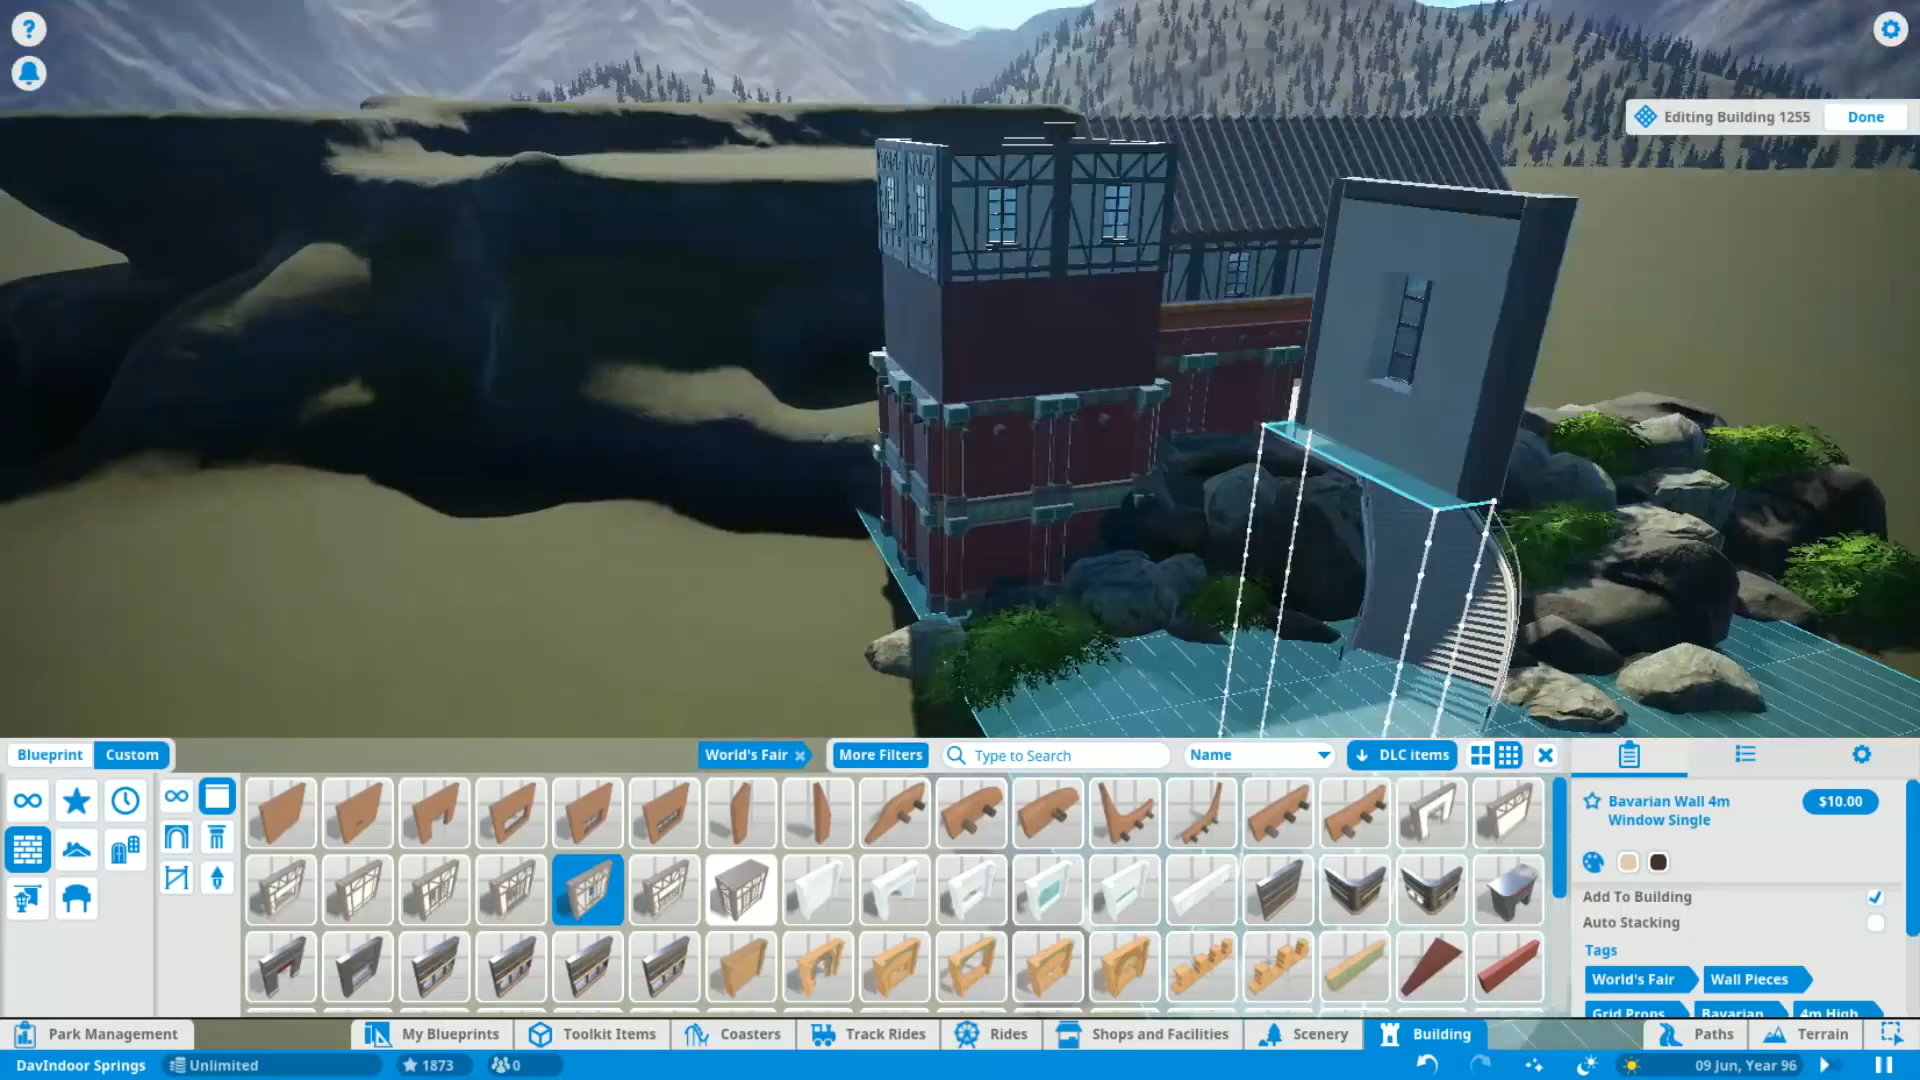 ?
Editing Building 1255
Done
Blueprint
Custom
World's Fair ×
More Filters
Type to Search
Name
DLC items
Bavarian Wall 4m
Window Single
$10.00
Add To Building
Auto Stacking
Tags
World's Fair
Wall Pieces
Grid Props
Bavarian
4m High
Park Management
My Blueprints
Toolkit Items
Coasters
Track Rides
Rides
Shops and Facilities
Scenery
Building
Paths
Terrain
DavIndoor Springs
Unlimited
1873
0
09 Jun, Year 96